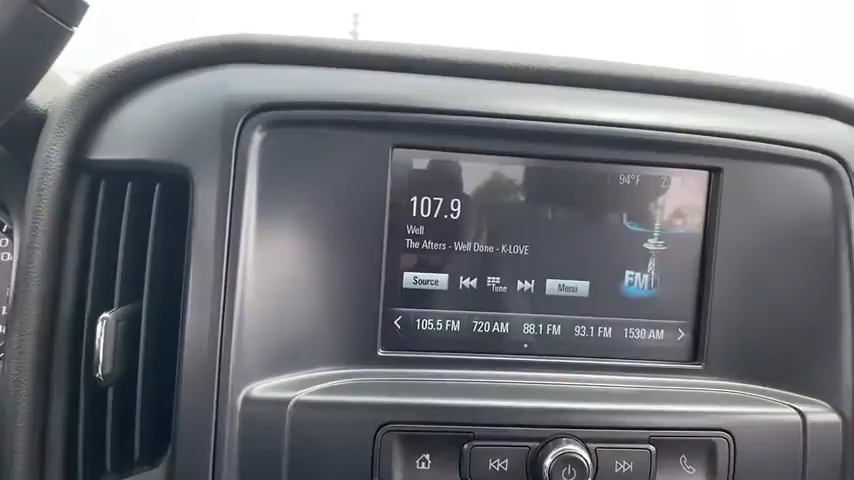 94°F
107.9
Well
The Afters - Well Done - K-LOVE
FM
Source Tune Menu
105.5 FM 720 AM 88.1 FM 93.1 FM 1530 AM